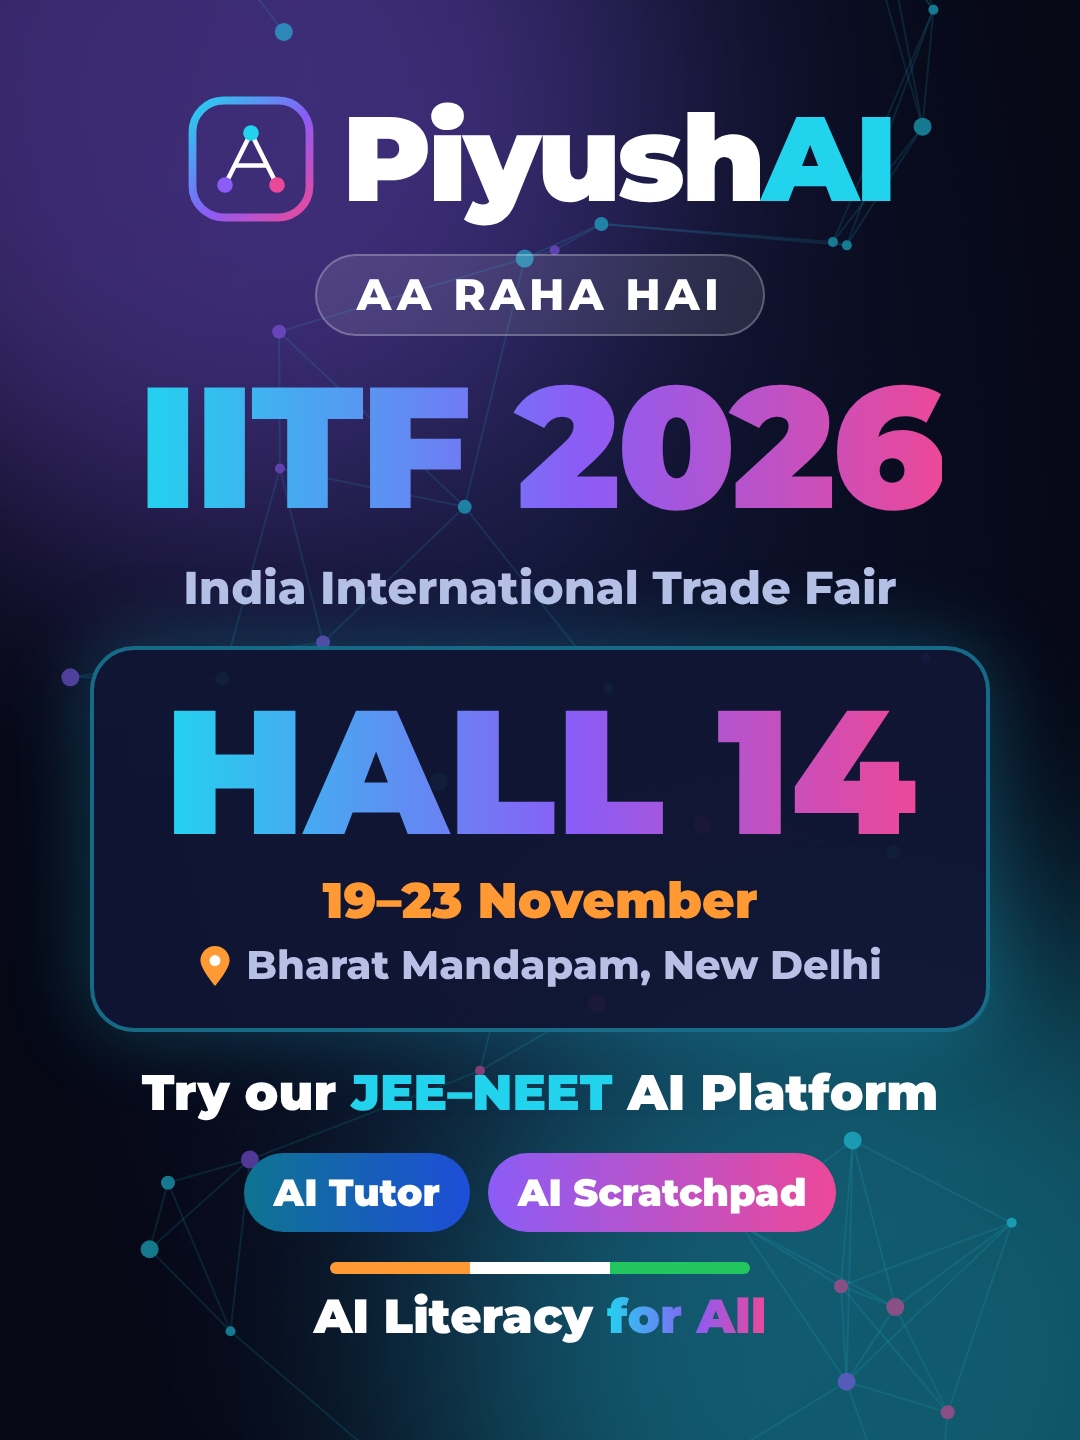 PiyushAI
AA RAHA HAI
IITF 2026
India International Trade Fair
HALL 14
19–23 November
Bharat Mandapam, New Delhi
Try our JEE–NEET AI Platform
AI Tutor
AI Scratchpad
AI Literacy for All